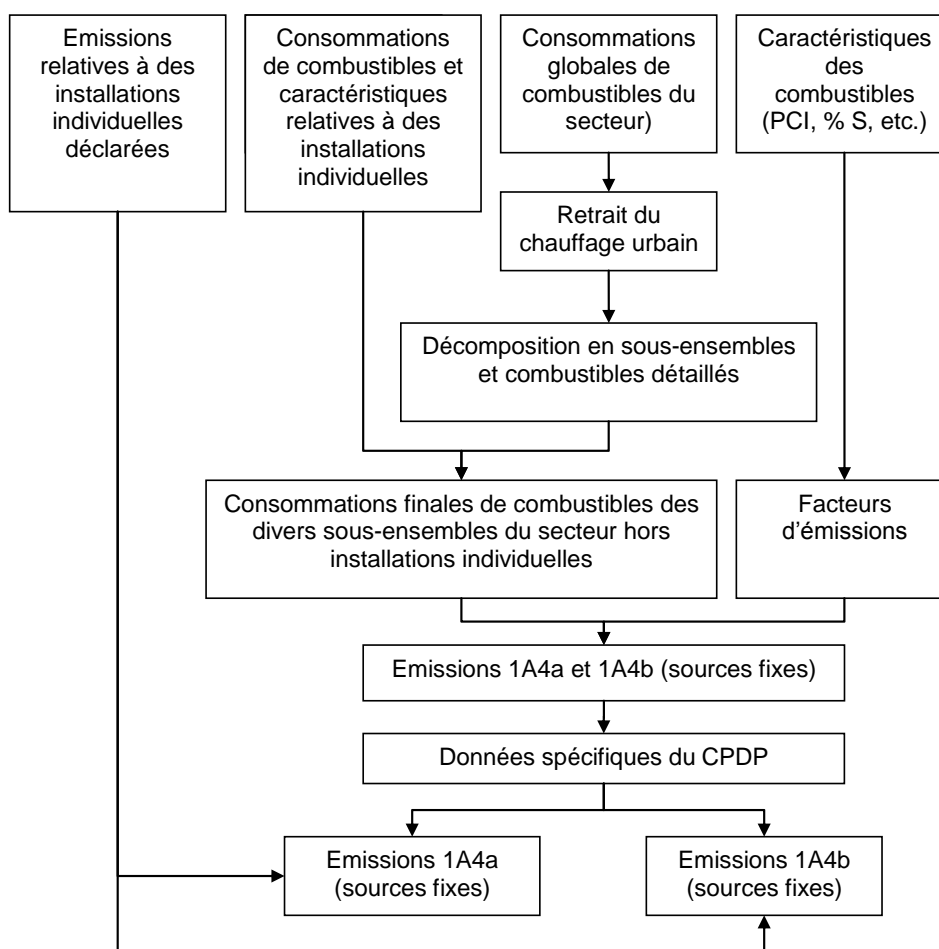 Emissions
relatives à des
installations
individuelles
déclarées
Consommations
de combustibles et
caractéristiques
relatives à des
installations
individuelles
Consommations
globales de
combustibles du
secteur)
Caractéristiques
des
combustibles
(PCI, % S, etc.)
Retrait du
chauffage urbain
Décomposition en sous-ensembles
et combustibles détaillés
Consommations finales de combustibles des
divers sous-ensembles du secteur hors
installations individuelles
Facteurs
d'émissions
Emissions 1A4a et 1A4b (sources fixes)
Données spécifiques du CPDP
Emissions 1A4a
(sources fixes)
Emissions 1A4b
(sources fixes)